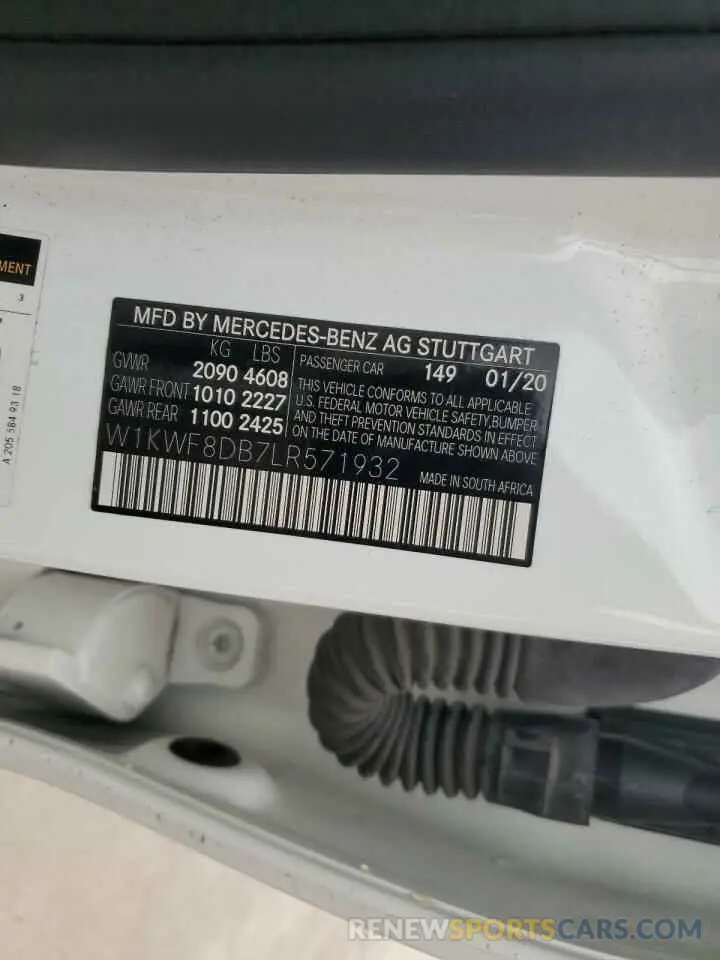 MENT
3
A 205 584 93 18
MFD BY MERCEDES-BENZ AG STUTTGART
KG LBS
GVWR 2090 4608
GAWR FRONT 1010 2227
GAWR REAR 1100 2425
PASSENGER CAR 149 01/20
THIS VEHICLE CONFORMS TO ALL APPLICABLE
U.S. FEDERAL MOTOR VEHICLE SAFETY, BUMPER
AND THEFT PREVENTION STANDARDS IN EFFECT
ON THE DATE OF MANUFACTURE SHOWN ABOVE
W1KWF8DB7LR571932
MADE IN SOUTH AFRICA
RENEWSPORTSCARS.COM